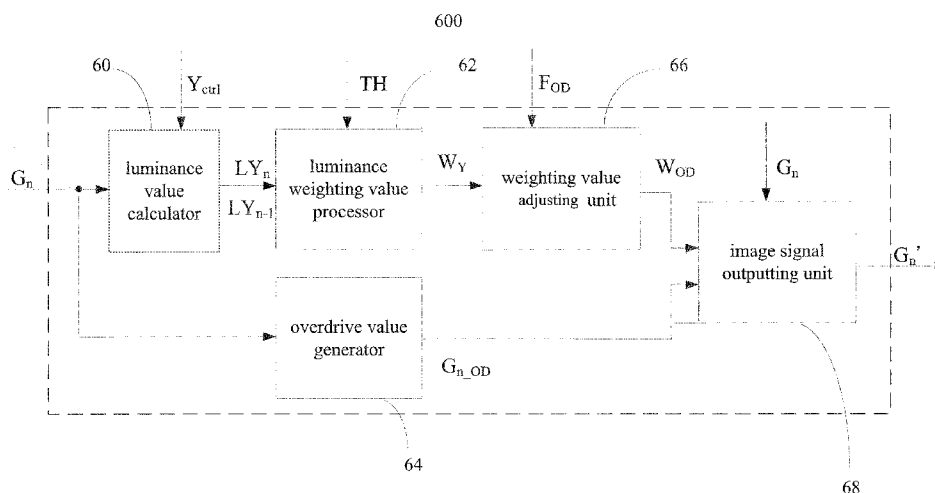 600
60
62
66
Y_ctrl
TH
F_OD
G_n
luminance
value
calculator
LY_n
LY_n-1
luminance
weighting value
processor
W_Y
weighting value
adjusting unit
W_OD
G_n
image signal
outputting unit
G_n'
overdrive value
generator
G_n_OD
64
68